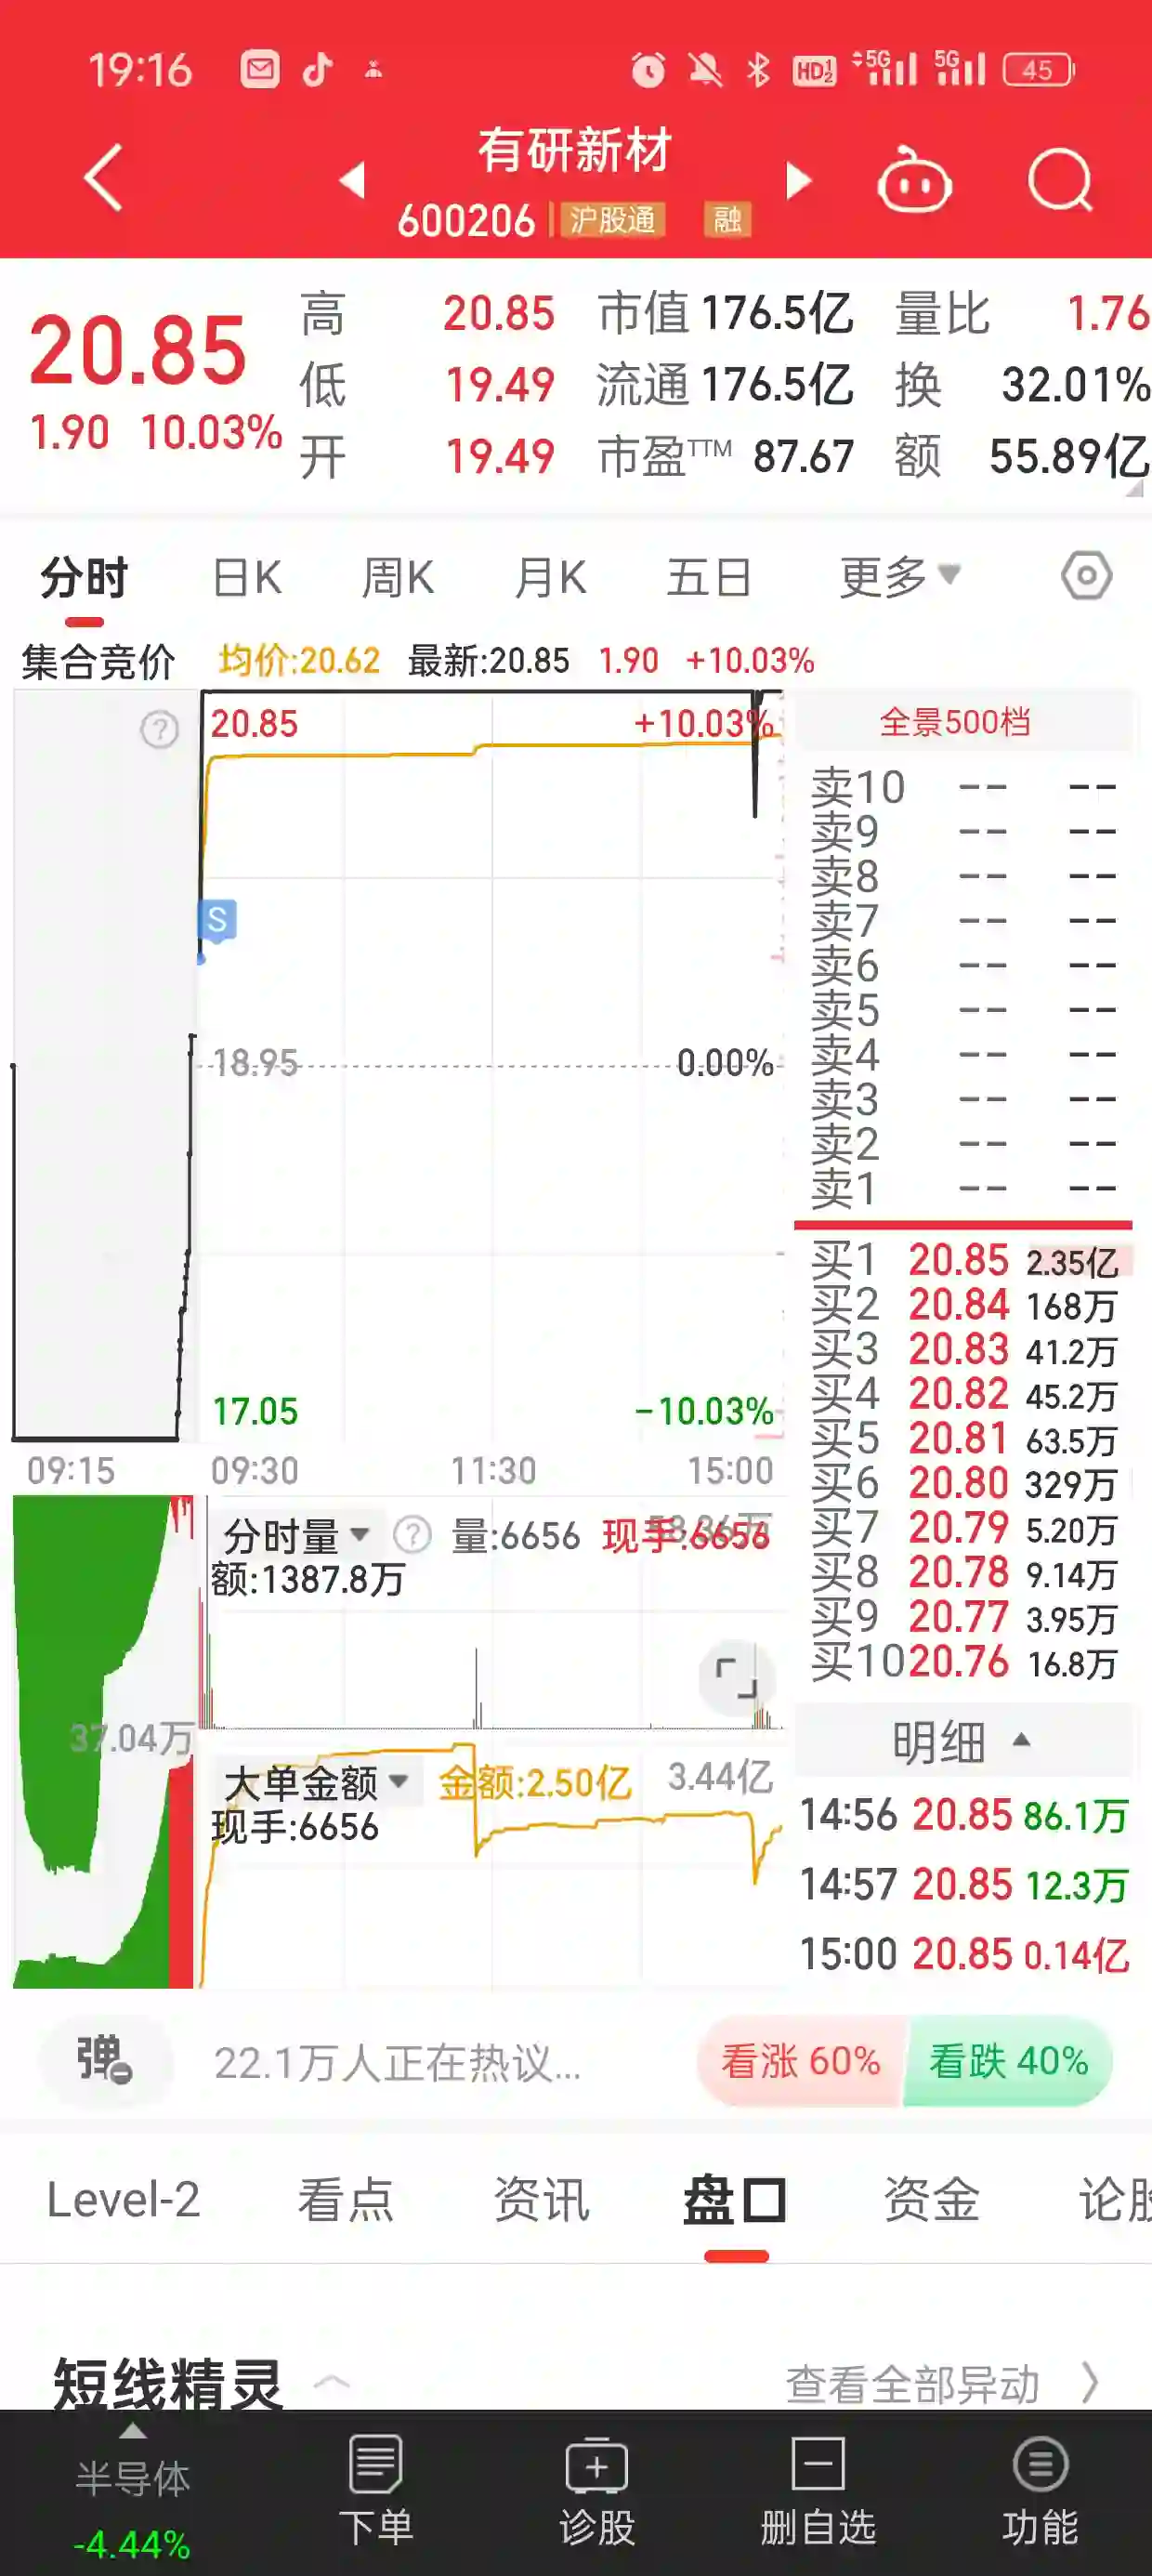 19:16 HD 1 2 5G 5G 45
有研新材
600206 沪股通 融
20.85
1.90 10.03%
高 20.85 市值 176.5亿 量比 1.76
低 19.49 流通 176.5亿 换 32.01%
开 19.49 市盈TTM 87.67 额 55.89亿
分时 日K 周K 月K 五日 更多
集合竞价 均价:20.62 最新:20.85 1.90 +10.03%
? 20.85 +10.03%
S
18.95 0.00%
17.05 -10.03%
09:15 09:30 11:30 15:00
全景500档
卖10 -- --
卖9 -- --
卖8 -- --
卖7 -- --
卖6 -- --
卖5 -- --
卖4 -- --
卖3 -- --
卖2 -- --
卖1 -- --
买1 20.85 2.35亿
买2 20.84 168万
买3 20.83 41.2万
买4 20.82 45.2万
买5 20.81 63.5万
买6 20.80 329万
买7 20.79 5.20万
买8 20.78 9.14万
买9 20.77 3.95万
买10 20.76 16.8万
分时量 ? 量:6656 现手:6656
额:1387.8万
37.04万
大单金额 金额:2.50亿 3.44亿
现手:6656
明细
14:56 20.85 86.1万
14:57 20.85 12.3万
15:00 20.85 0.14亿
弹 22.1万人正在热议... 看涨 60% 看跌 40%
Level-2 看点 资讯 盘口 资金 论股
短线精灵 查看全部异动
半导体
-4.44%
下单 诊股 删自选 功能